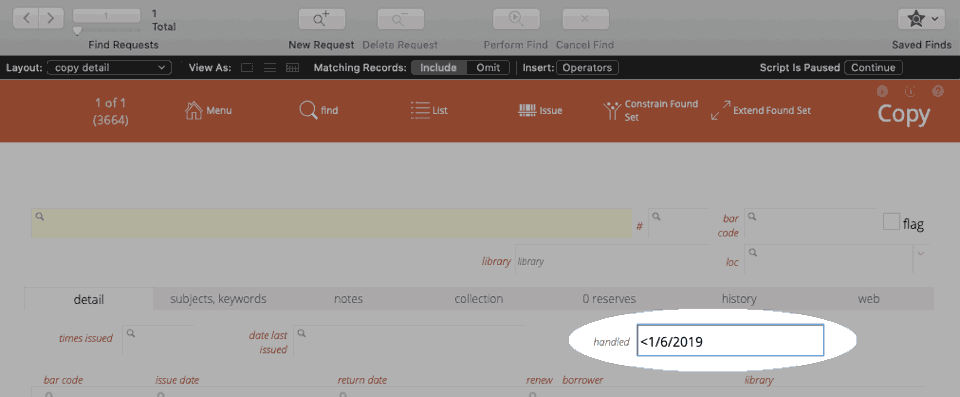 1
1
Total
Find Requests
New Request
Delete Request
Perform Find
Cancel Find
Saved Finds
Layout: copy detail
View As:
Matching Records: Include Omit
Insert: Operators
Script Is Paused Continue
1 of 1
(3664)
Menu
find
List
Issue
Constrain Found
Set
Extend Found Set
Copy
#
bar
code
flag
library library
loc
detail
subjects, keywords
notes
collection
0 reserves
history
web
times issued
date last
issued
handled <1/6/2019
bar code
issue date
return date
renew
borrower
library